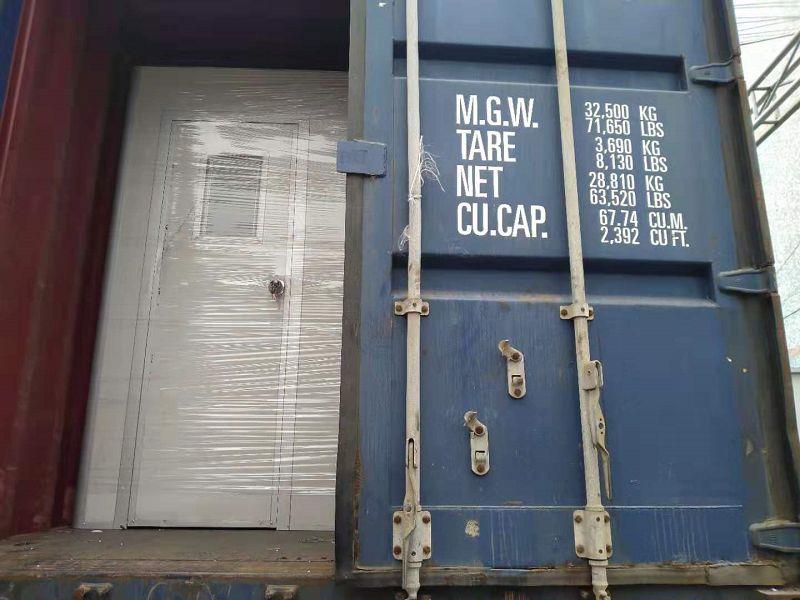 M.G.W. 32,500 KG
71,650 LBS
TARE 3,690 KG
8,130 LBS
NET 28,810 KG
63,520 LBS
CU.CAP. 67.74 CU.M.
2,392 CU FT.